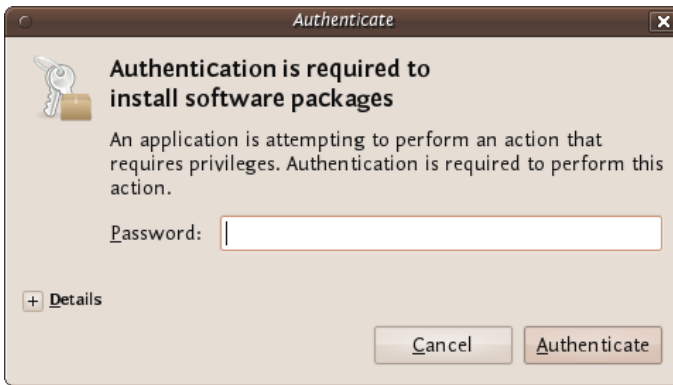 Authenticate
Authentication is required to
install software packages
An application is attempting to perform an action that
requires privileges. Authentication is required to perform this
action.
Password:
Details
Cancel
Authenticate